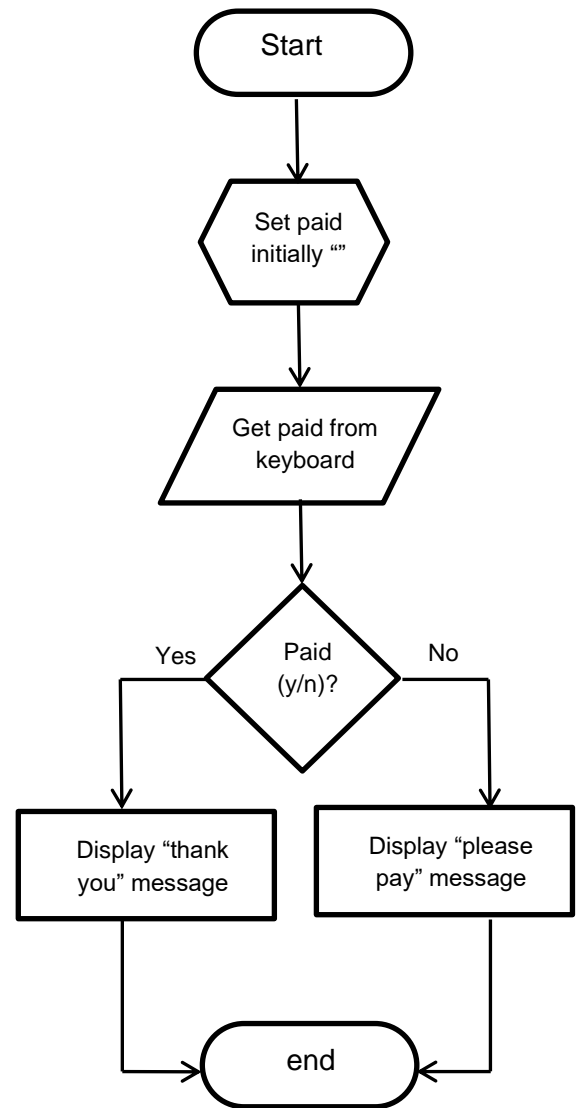 Start
Set paid
initially “”
Get paid from
keyboard
Paid
(y/n)?
Yes
No
Display “thank
you” message
Display “please
pay” message
end